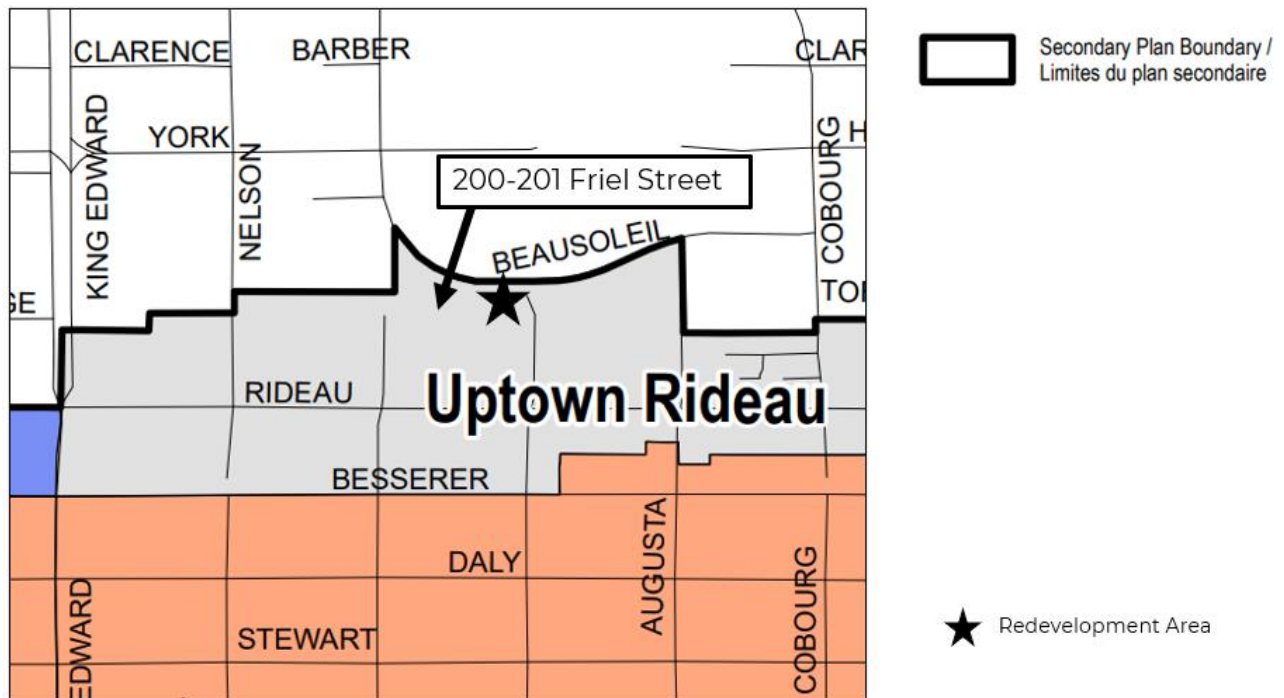 CLARENCE
BARBER
CLAR
Secondary Plan Boundary /
Limites du plan secondaire
KING EDWARD
YORK
NELSON
COBOURG
H
200-201 Friel Street
BEAUSOLEIL
GE
TO
RIDEAU
Uptown Rideau
BESSERER
AUGUSTA
DALY
COBOURG
EDWARD
STEWART
Redevelopment Area